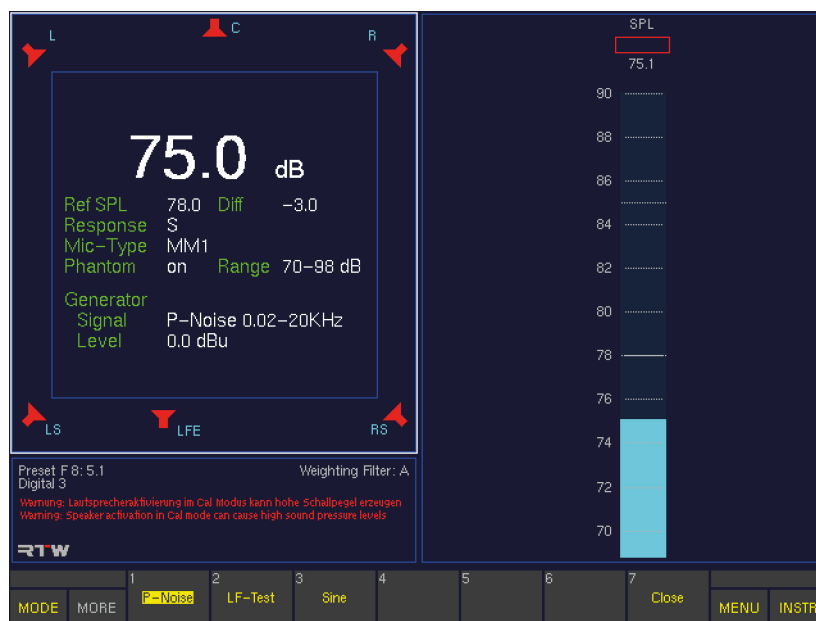 L
C
R
75.0 dB
Ref SPL 78.0 Diff -3.0
Response S
Mic-Type MM1
Phantom on Range 70-98 dB
Generator
Signal P-Noise 0.02-20KHz
Level 0.0 dBu
LS
LFE
RS
Preset F 8: 5.1 Weighting Filter: A
Digital 3
Warnung: Lautsprecheraktivierung im Cal Modus kann hohe Schallpegel erzeugen
Warning: Speaker activation in Cal mode can cause high sound pressure levels
RTW
SPL
75.1
90
88
86
84
82
80
78
76
74
72
70
1 2 3 4 5 6 7
MODE MORE P-Noise LF-Test Sine Close MENU INSTR